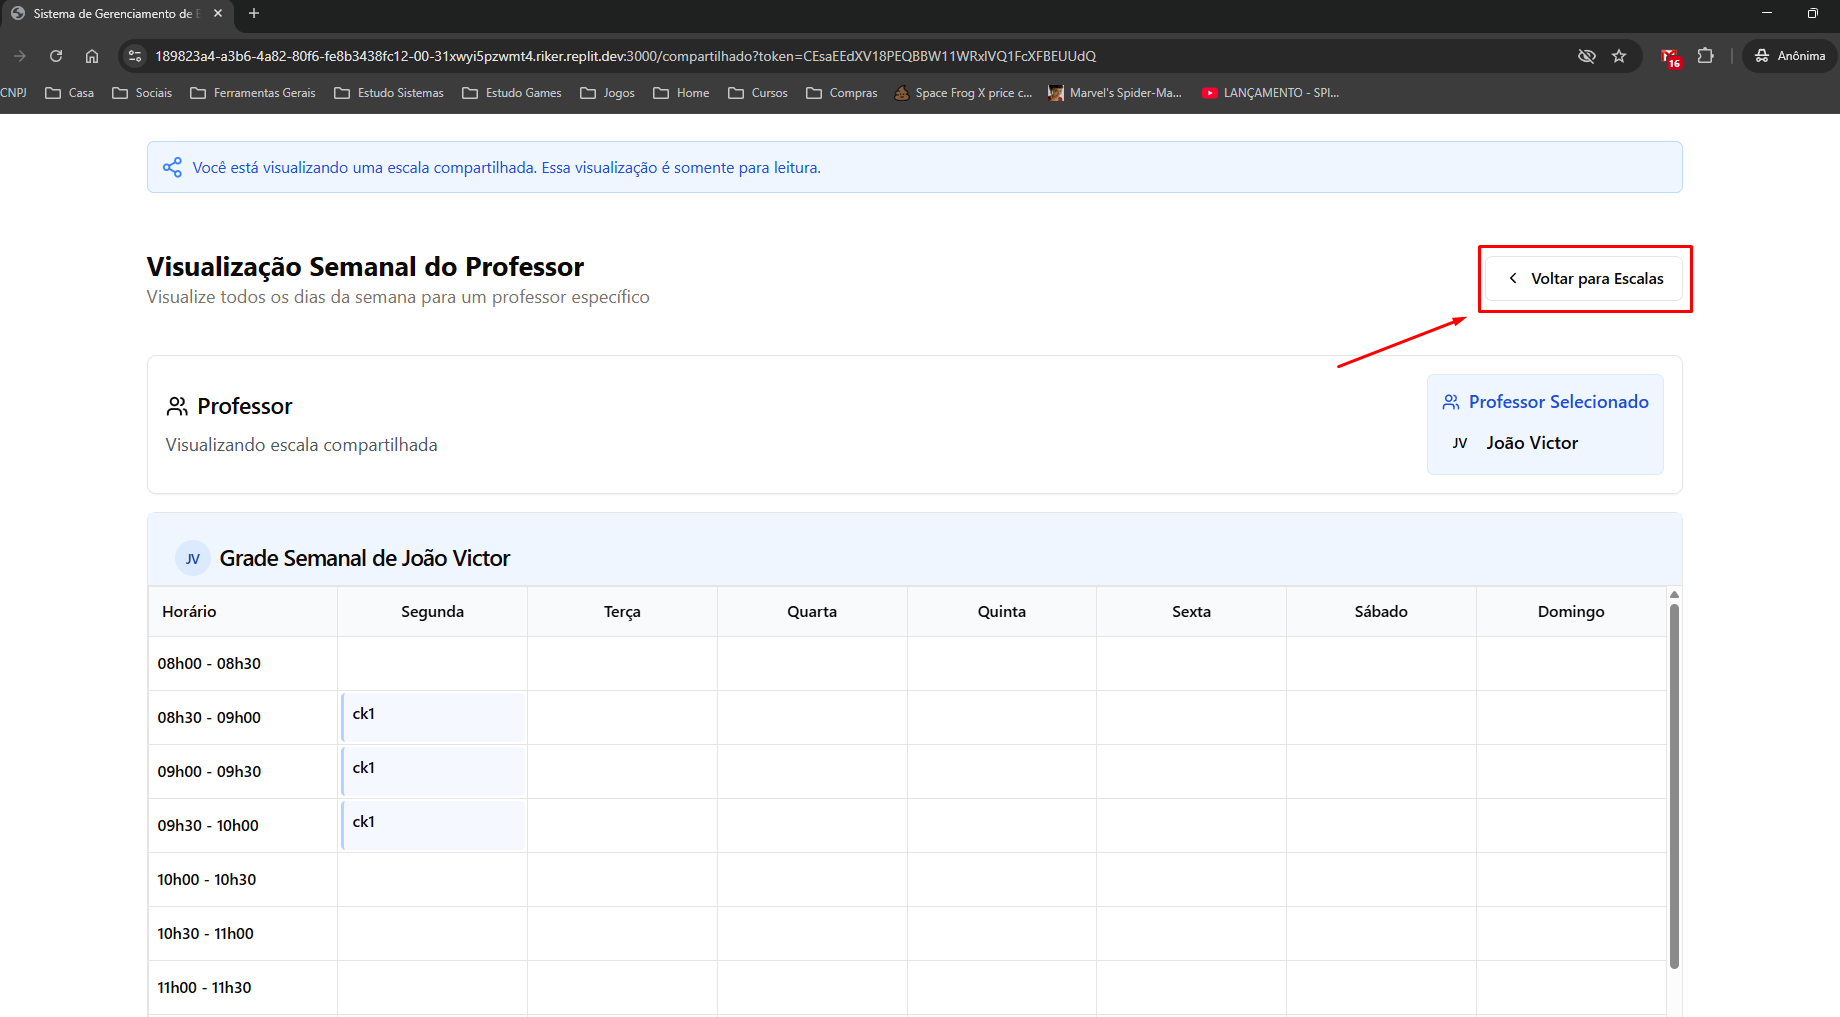 Sistema de Gerenciamento de E
189823a4-a3b6-4a82-80f6-fe8b3438fc12-00-31xwyi5pzwmt4.riker.replit.dev:3000/compartilhado?token=CEsaEEdXV18PEQBBW11WRxlVQ1FcXFBEUUdQ
16
Anônima
CNPJ
Casa
Sociais
Ferramentas Gerais
Estudo Sistemas
Estudo Games
Jogos
Home
Cursos
Compras
Space Frog X price c...
Marvel's Spider-Ma...
LANÇAMENTO - SPI...
Você está visualizando uma escala compartilhada. Essa visualização é somente para leitura.
Visualização Semanal do Professor
Visualize todos os dias da semana para um professor específico
Voltar para Escalas
Professor
Visualizando escala compartilhada
Professor Selecionado
JV João Victor
JV Grade Semanal de João Victor
Horário Segunda Terça Quarta Quinta Sexta Sábado Domingo
08h00 - 08h30
08h30 - 09h00 ck1
09h00 - 09h30 ck1
09h30 - 10h00 ck1
10h00 - 10h30
10h30 - 11h00
11h00 - 11h30